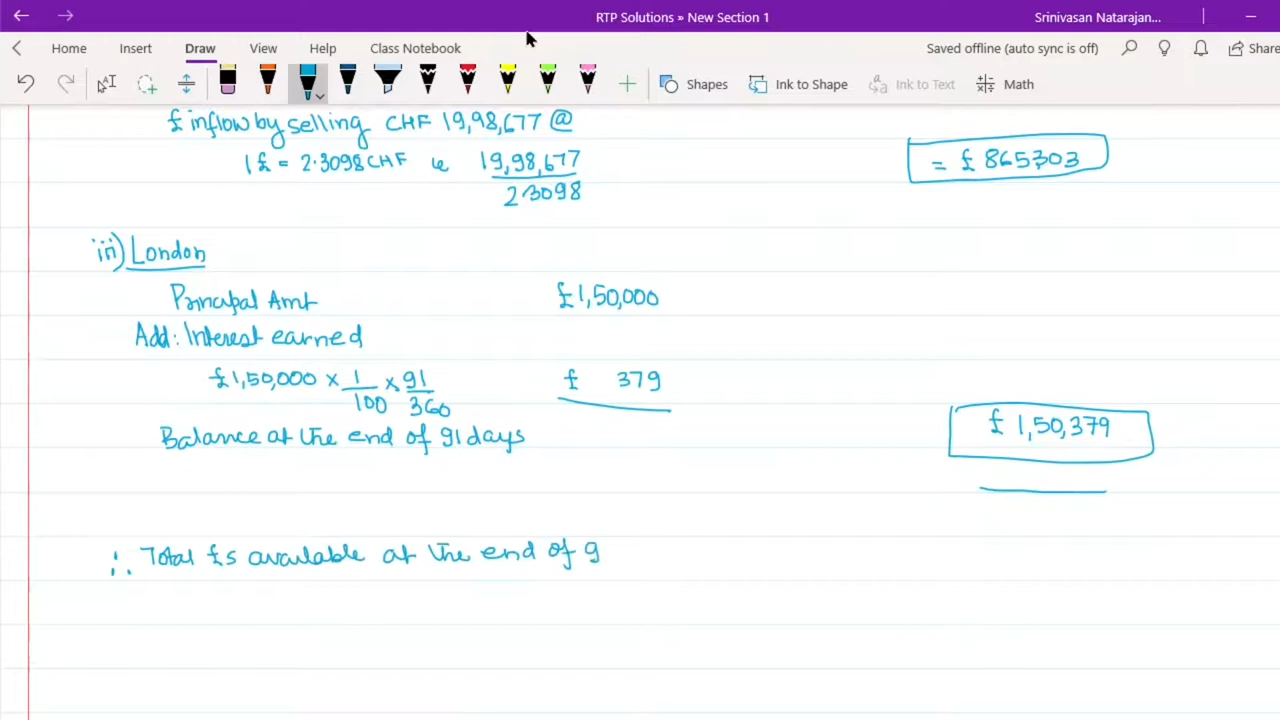 RTP Solutions » New Section 1
Srinivasan Natarajan...
Home Insert Draw View Help Class Notebook
Saved offline (auto sync is off)
Share
Shapes Ink to Shape Ink to Text Math
£ inflow by selling CHF 19,98,677 @
1£ = 2.3098 CHF ie 19,98,677
2.3098
= £ 865303
iii) London
Principal Amt £1,50,000
Add: Interest earned
£1,50,000 × 1/100 × 91/360 £ 379
Balance at the end of 91 days £ 1,50,379
∴ Total £s available at the end of 9